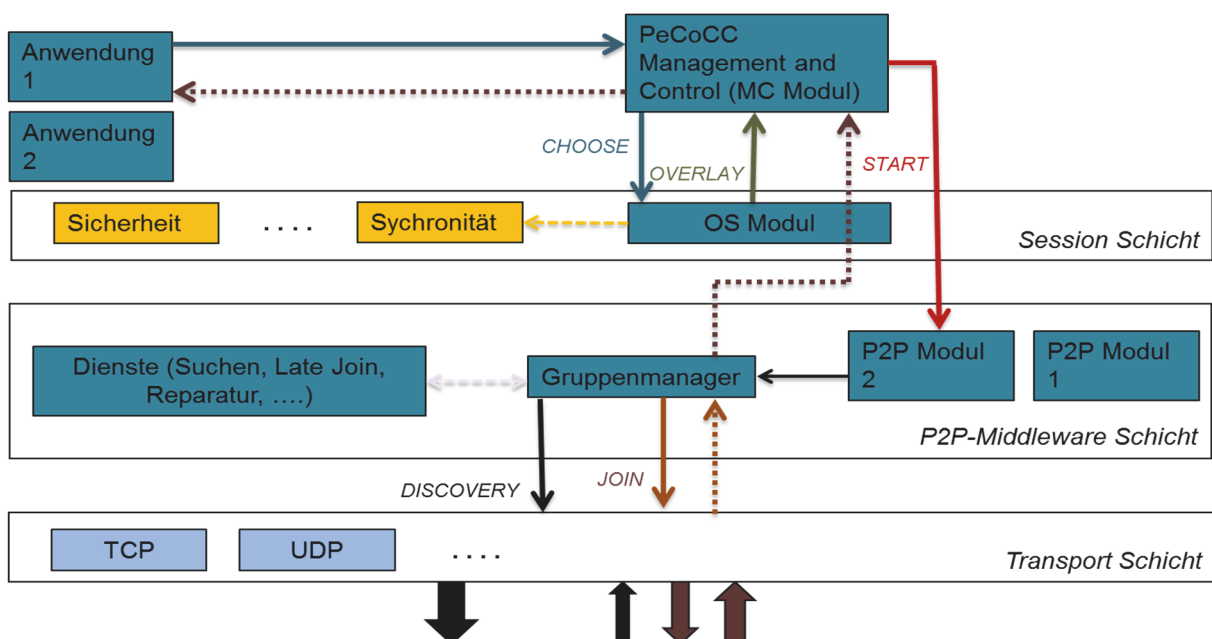 Anwendung
1
PeCoCC
Management and
Control (MC Modul)
Anwendung
2
CHOOSE
OVERLAY
START
Sicherheit
. . . .
Sychronität
OS Modul
Session Schicht
Dienste (Suchen, Late Join,
Reparatur, ….)
Gruppenmanager
P2P Modul
2
P2P Modul
1
P2P-Middleware Schicht
DISCOVERY
JOIN
TCP
UDP
. . . .
Transport Schicht